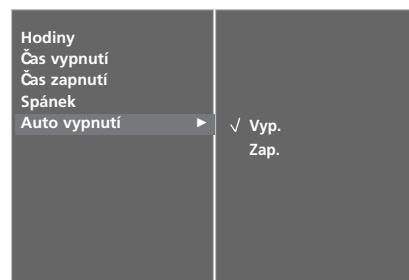 Hodiny
Čas vypnutí
Čas zapnutí
Spánek
Auto vypnutí ►
√ Vyp.
Zap.